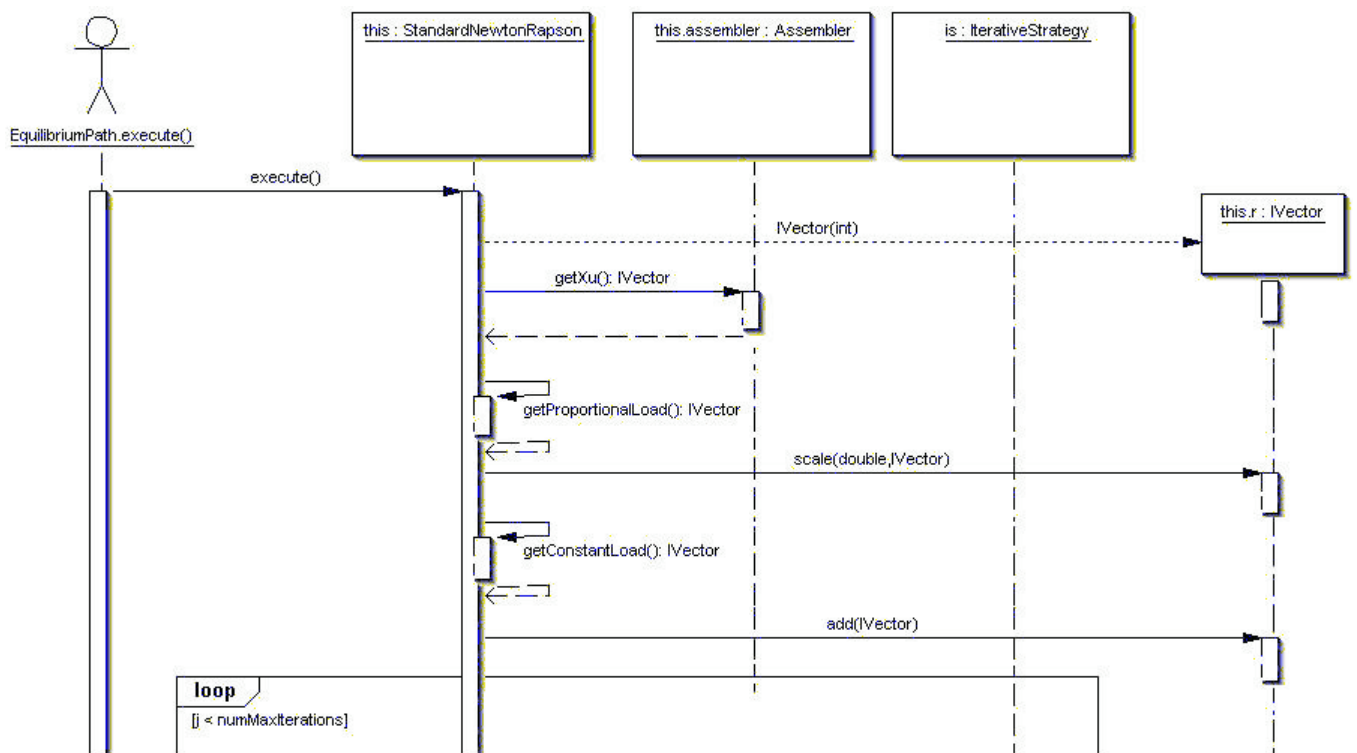 this : StandardNewtonRapson
this.assembler : Assembler
is : IterativeStrategy
EquilibriumPath.execute()
execute()
this.r : IVector
IVector(int)
getXu(): IVector
getProportionalLoad(): IVector
scale(double,IVector)
getConstantLoad(): IVector
add(IVector)
loop
[j < numMaxIterations]